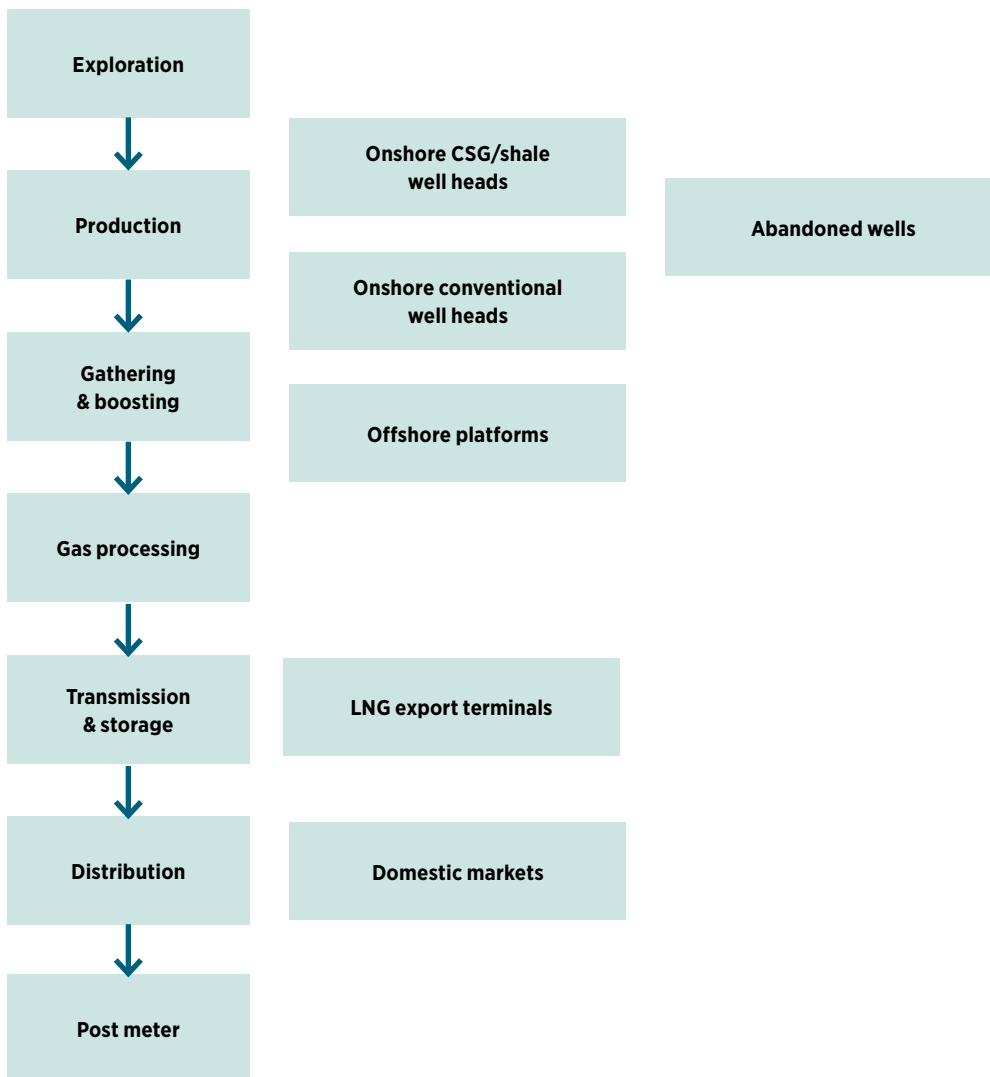 Exploration
Production
Gathering
& boosting
Gas processing
Transmission
& storage
Distribution
Post meter
Onshore CSG/shale
well heads
Onshore conventional
well heads
Offshore platforms
LNG export terminals
Domestic markets
Abandoned wells